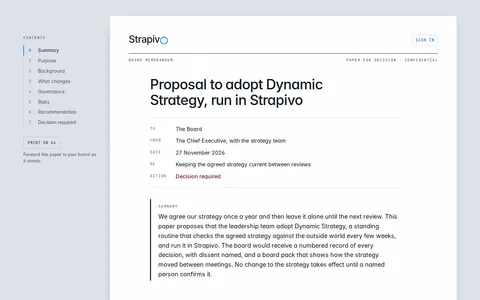 CONTENTS
0 Summary
1 Purpose
2 Background
3 What changes
4 Governance
5 Risks
6 Recommendation
7 Decision required
PRINT ON A4
Forward this paper to your board as it stands.
Strapivo
SIGN IN
BOARD MEMORANDUM
PAPER FOR DECISION · CONFIDENTIAL
Proposal to adopt Dynamic
Strategy, run in Strapivo
TO The Board
FROM The Chief Executive, with the strategy team
DATE 27 November 2026
RE Keeping the agreed strategy current between reviews
ACTION Decision required
SUMMARY
We agree our strategy once a year and then leave it alone until the next review. This
paper proposes that the leadership team adopt Dynamic Strategy, a standing
routine that checks the agreed strategy against the outside world every few weeks,
and run it in Strapivo. The board would receive a numbered record of every
decision, with dissent named, and a board pack that shows how the strategy
moved between meetings. No change to the strategy takes effect until a named
person confirms it.